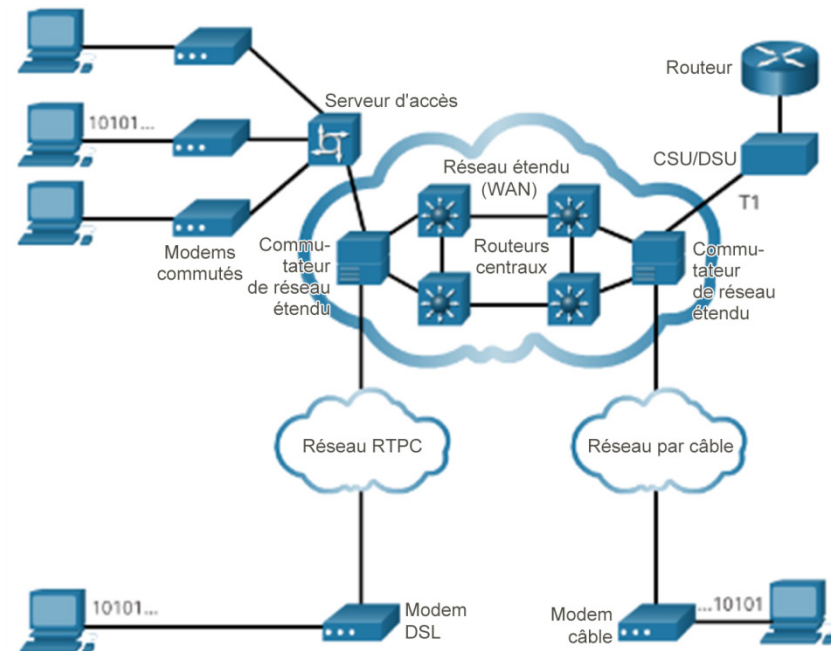 Routeur
Serveur d'accès
10101...
Réseau étendu
(WAN)
CSU/DSU
T1
Modems
commutés
Commu-
tateur
de réseau
étendu
Routeurs
centraux
Commu-
tateur
de réseau
étendu
Réseau RTPC
Réseau par câble
10101...
Modem
DSL
Modem
câble
...10101